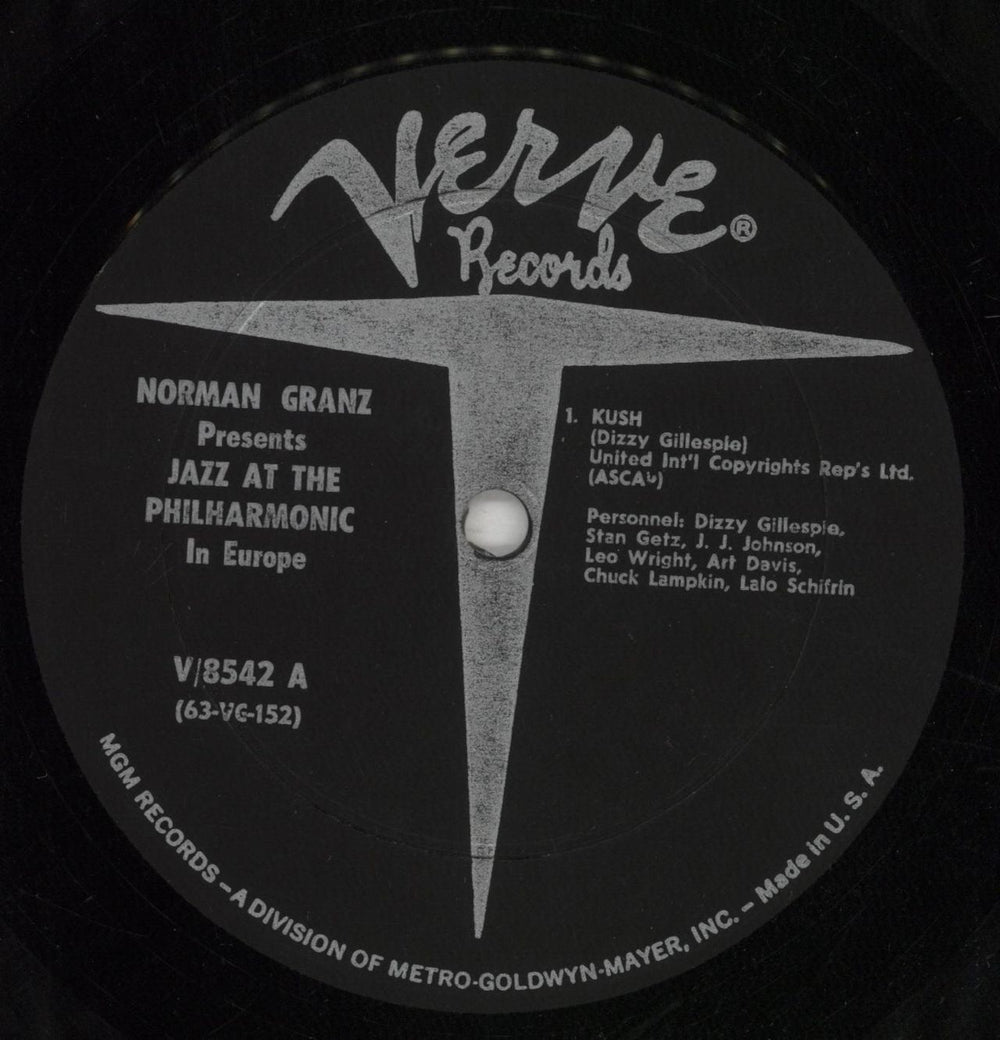 Verve ®
Records
NORMAN GRANZ
Presents
JAZZ AT THE
PHILHARMONIC
In Europe
V/8542 A
(63-VG-152)
1. KUSH
(Dizzy Gillespie)
United Int'l Copyrights Rep's Ltd.
Personnel: Dizzy Gillespie,
Stan Getz, J. J. Johnson,
Leo Wright, Art Davis,
Chuck Lampkin, Lalo Schifrin
MGM RECORDS – A DIVISION OF METRO-GOLDWYN-MAYER, INC. – Made in U. S. A.